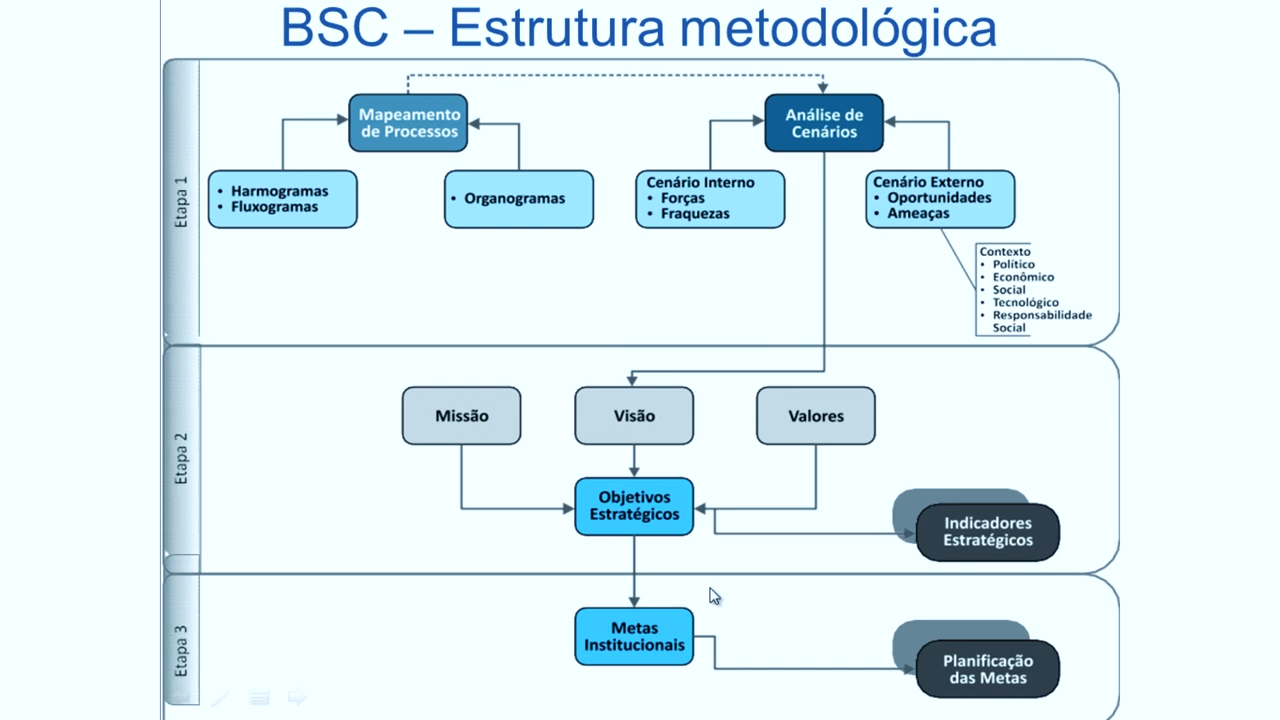 BSC – Estrutura metodológica
Etapa 1
Mapeamento
de Processos
Análise de
Cenários
• Harmogramas
• Fluxogramas
• Organogramas
Cenário Interno
• Forças
• Fraquezas
Cenário Externo
• Oportunidades
• Ameaças
Contexto
• Político
• Econômico
• Social
• Tecnológico
• Responsabilidade
Social
Etapa 2
Missão
Visão
Valores
Objetivos
Estratégicos
Indicadores
Estratégicos
Etapa 3
Metas
Institucionais
Planificação
das Metas